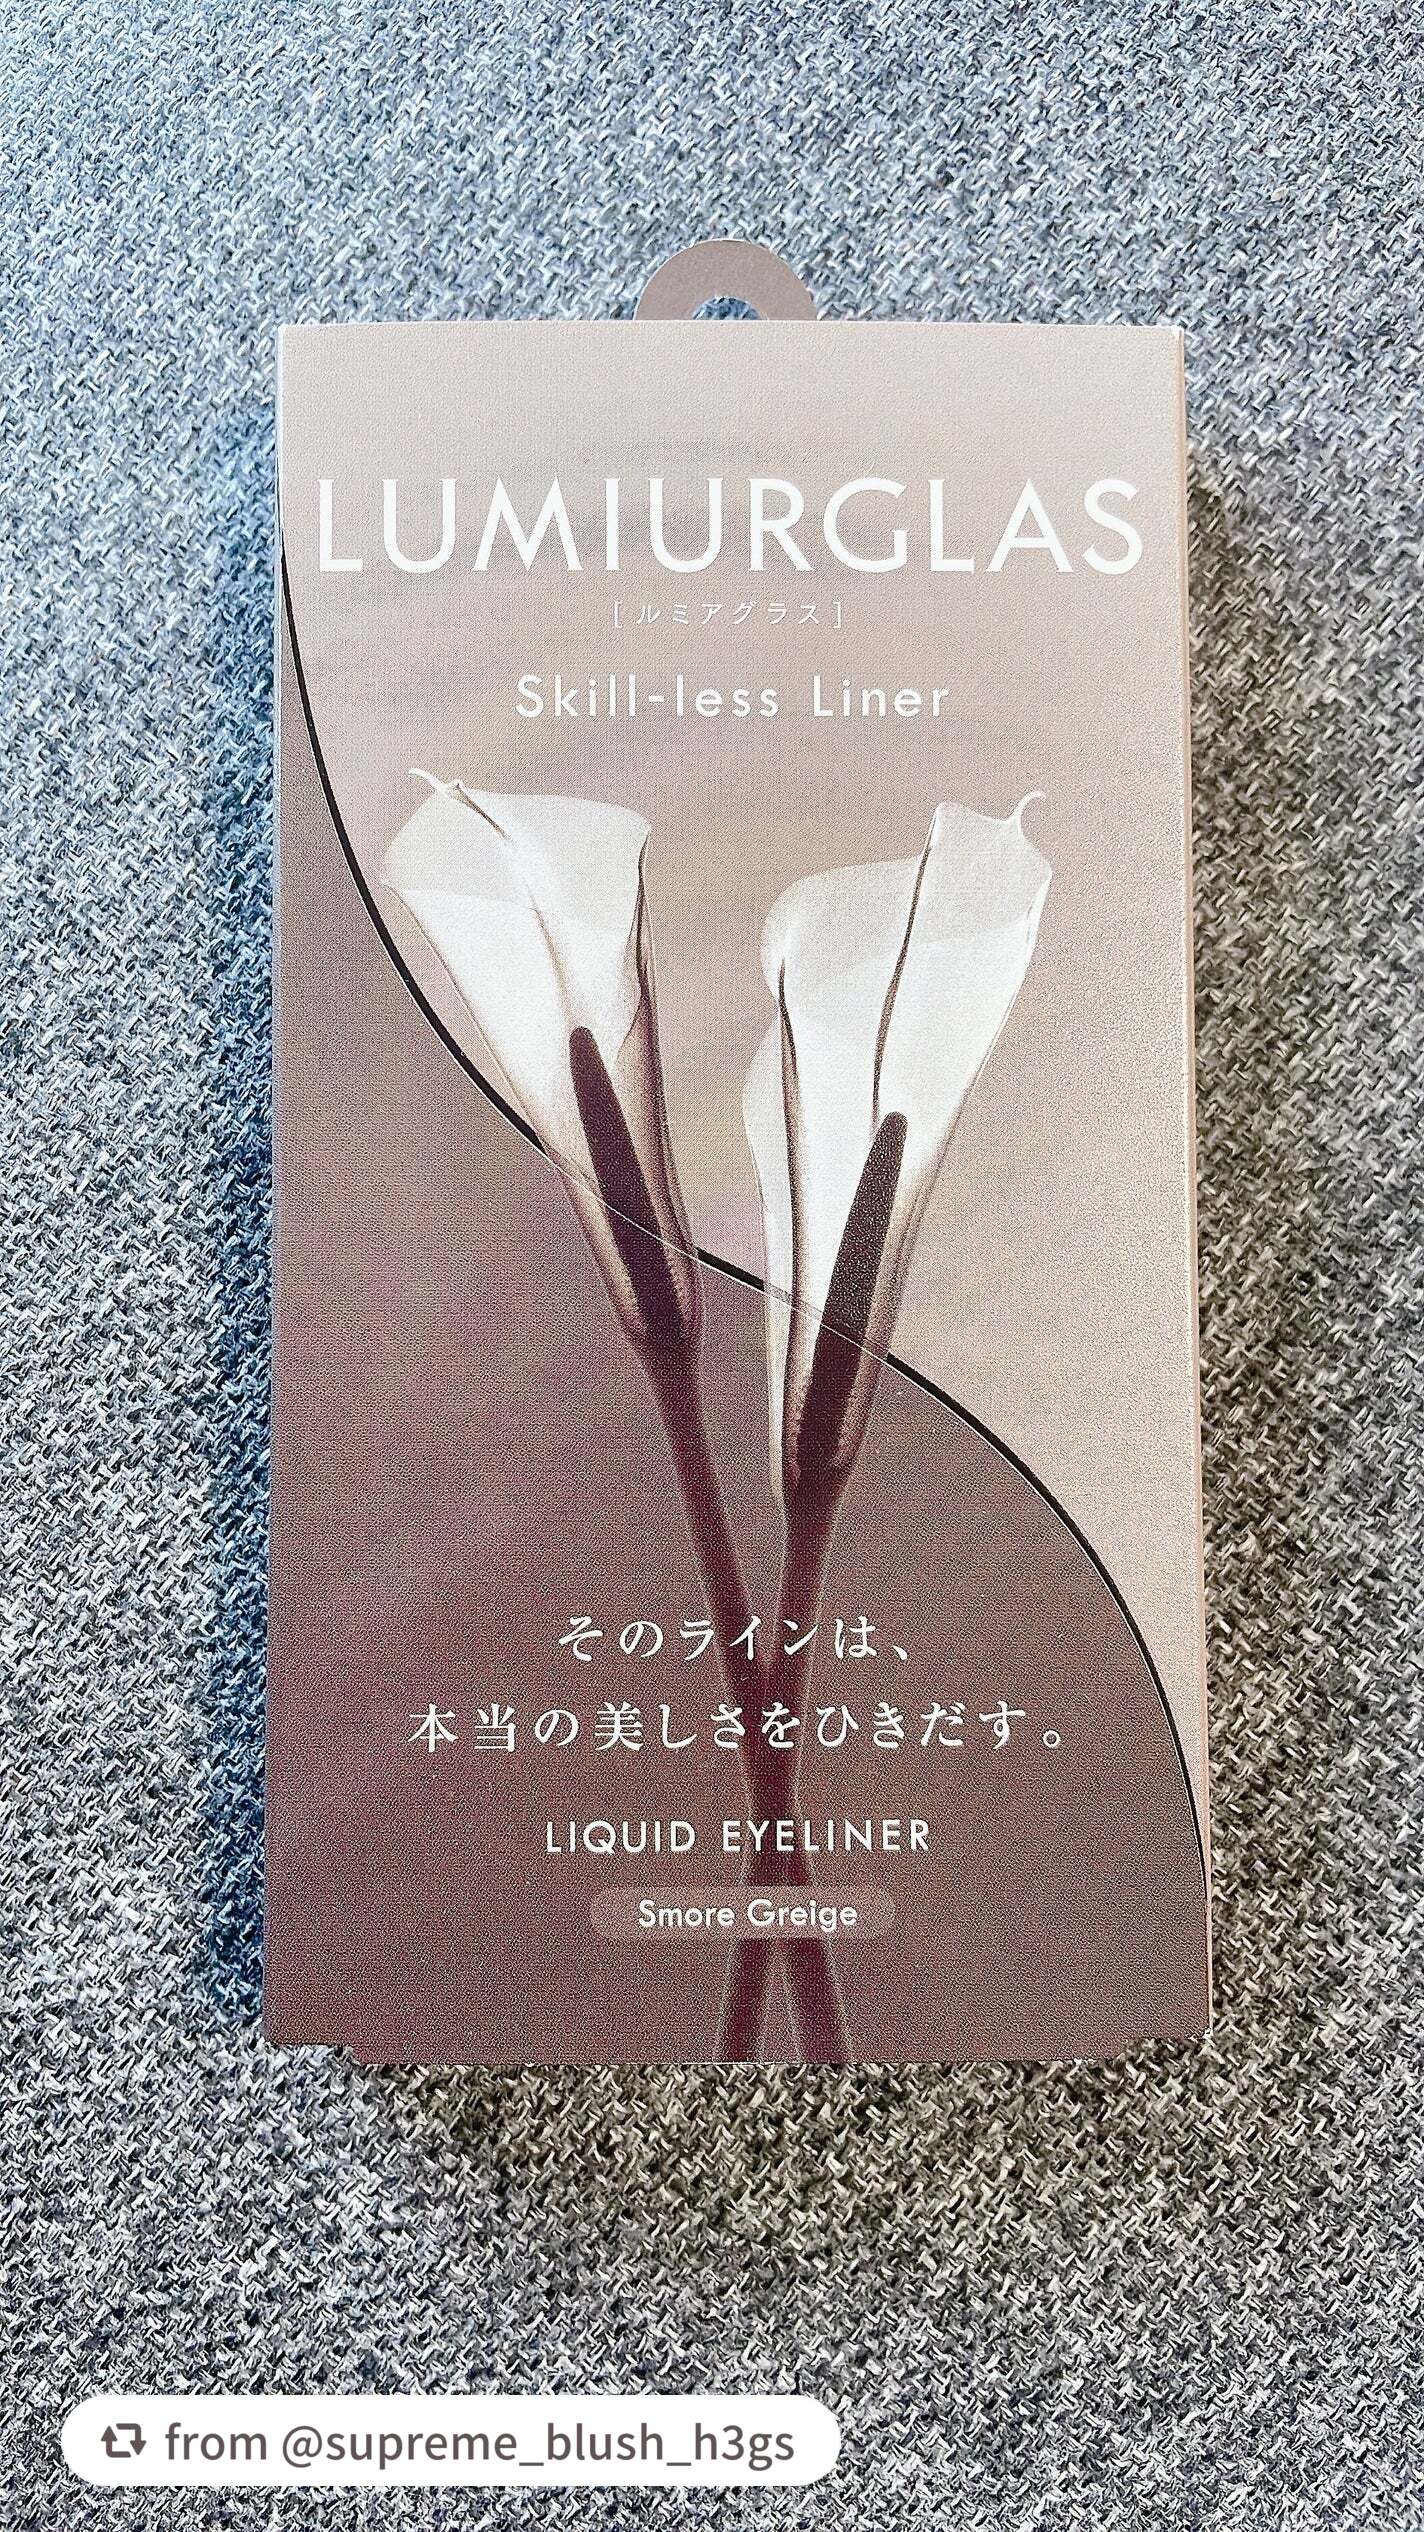 LUMIURGLAS
[ルミアグラス]
Skill-less Liner
そのラインは、
本当の美しさをひきだす。
LIQUID EYELINER
Smore Greige
from @supreme_blush_h3gs